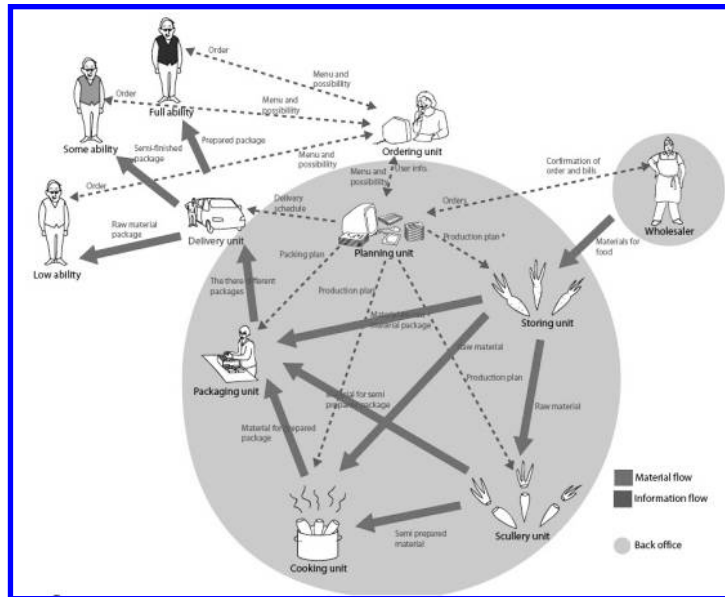 Order
Menu and
possibility
Full ability
Order
Menu and
possibility
Prepared package
Semi-finished
package
Some ability
Ordering unit
Menu and
possibility
User info.
Menu and
possibility
Confirmation of
order and bills
Order
Raw material
package
Low ability
Delivery
schedule
Delivery unit
Orders
Wholesaler
Packing plan
Planning unit
Production plan
Materials for
food
The there different
packages
Production plan
Storing unit
material package
Raw material
Packaging unit
Production plan
prepared package
Raw material
Material for prepared
package
Material flow
Information flow
Semi prepared
material
Scullery unit
Cooking unit
Back office